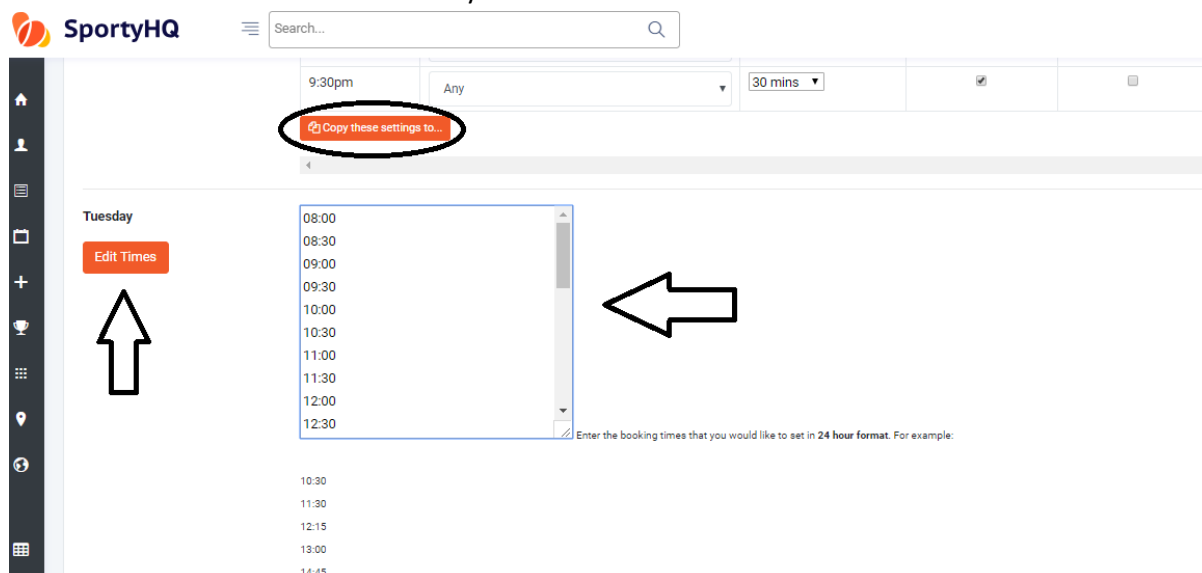 SportyHQ
Search...
9:30pm Any 30 mins
Copy these settings to...
Tuesday
Edit Times
08:00
08:30
09:00
09:30
10:00
10:30
11:00
11:30
12:00
12:30
Enter the booking times that you would like to set in 24 hour format. For example:
10:30
11:30
12:15
13:00
14:45